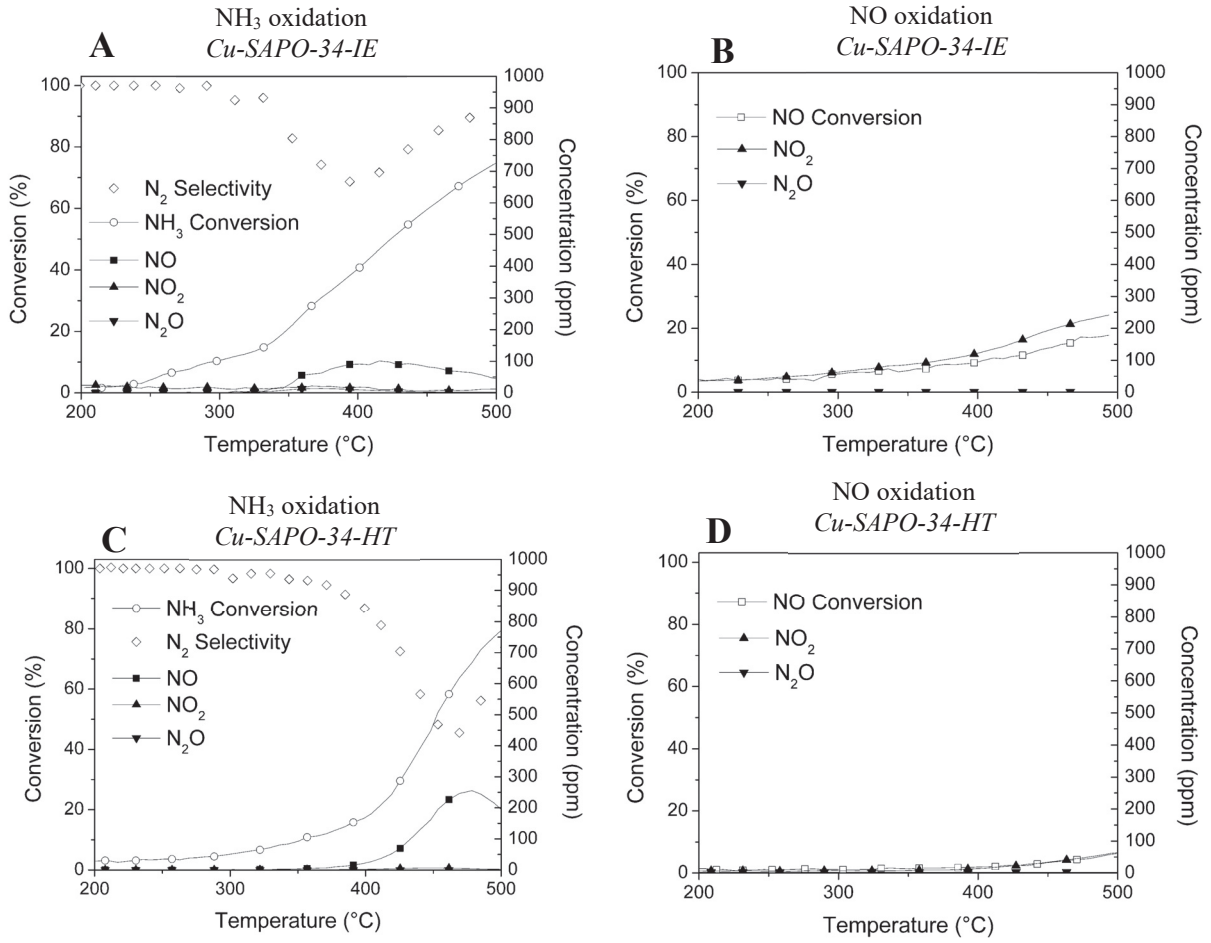 NH₃ oxidation
Cu-SAPO-34-IE
A
100
80
60
40
20
0
Conversion (%)
N₂ Selectivity
NH₃ Conversion
NO
NO₂
N₂O
1000
900
800
700
600
500
400
300
200
100
0
Concentration (ppm)
200 300 400 500
Temperature (°C)
NO oxidation
Cu-SAPO-34-IE
B
100
80
60
40
20
0
Conversion (%)
NO Conversion
NO₂
N₂O
1000
900
800
700
600
500
400
300
200
100
0
Concentration (ppm)
200 300 400 500
Temperature (°C)
NH₃ oxidation
Cu-SAPO-34-HT
C
100
80
60
40
20
0
Conversion (%)
NH₃ Conversion
N₂ Selectivity
NO
NO₂
N₂O
1000
900
800
700
600
500
400
300
200
100
0
Concentration (ppm)
200 300 400 500
Temperature (°C)
NO oxidation
Cu-SAPO-34-HT
D
100
80
60
40
20
0
Conversion (%)
NO Conversion
NO₂
N₂O
1000
900
800
700
600
500
400
300
200
100
0
Concentration (ppm)
200 300 400 500
Temperature (°C)